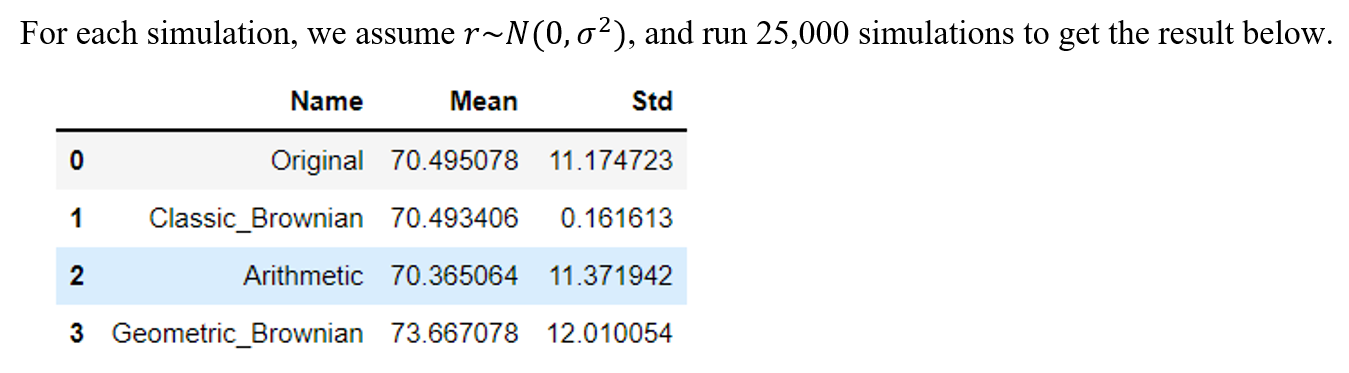 For each simulation, we assume r~N(0, σ²), and run 25,000 simulations to get the result below.
Name Mean Std
0 Original 70.495078 11.174723
1 Classic_Brownian 70.493406 0.161613
2 Arithmetic 70.365064 11.371942
3 Geometric_Brownian 73.667078 12.010054